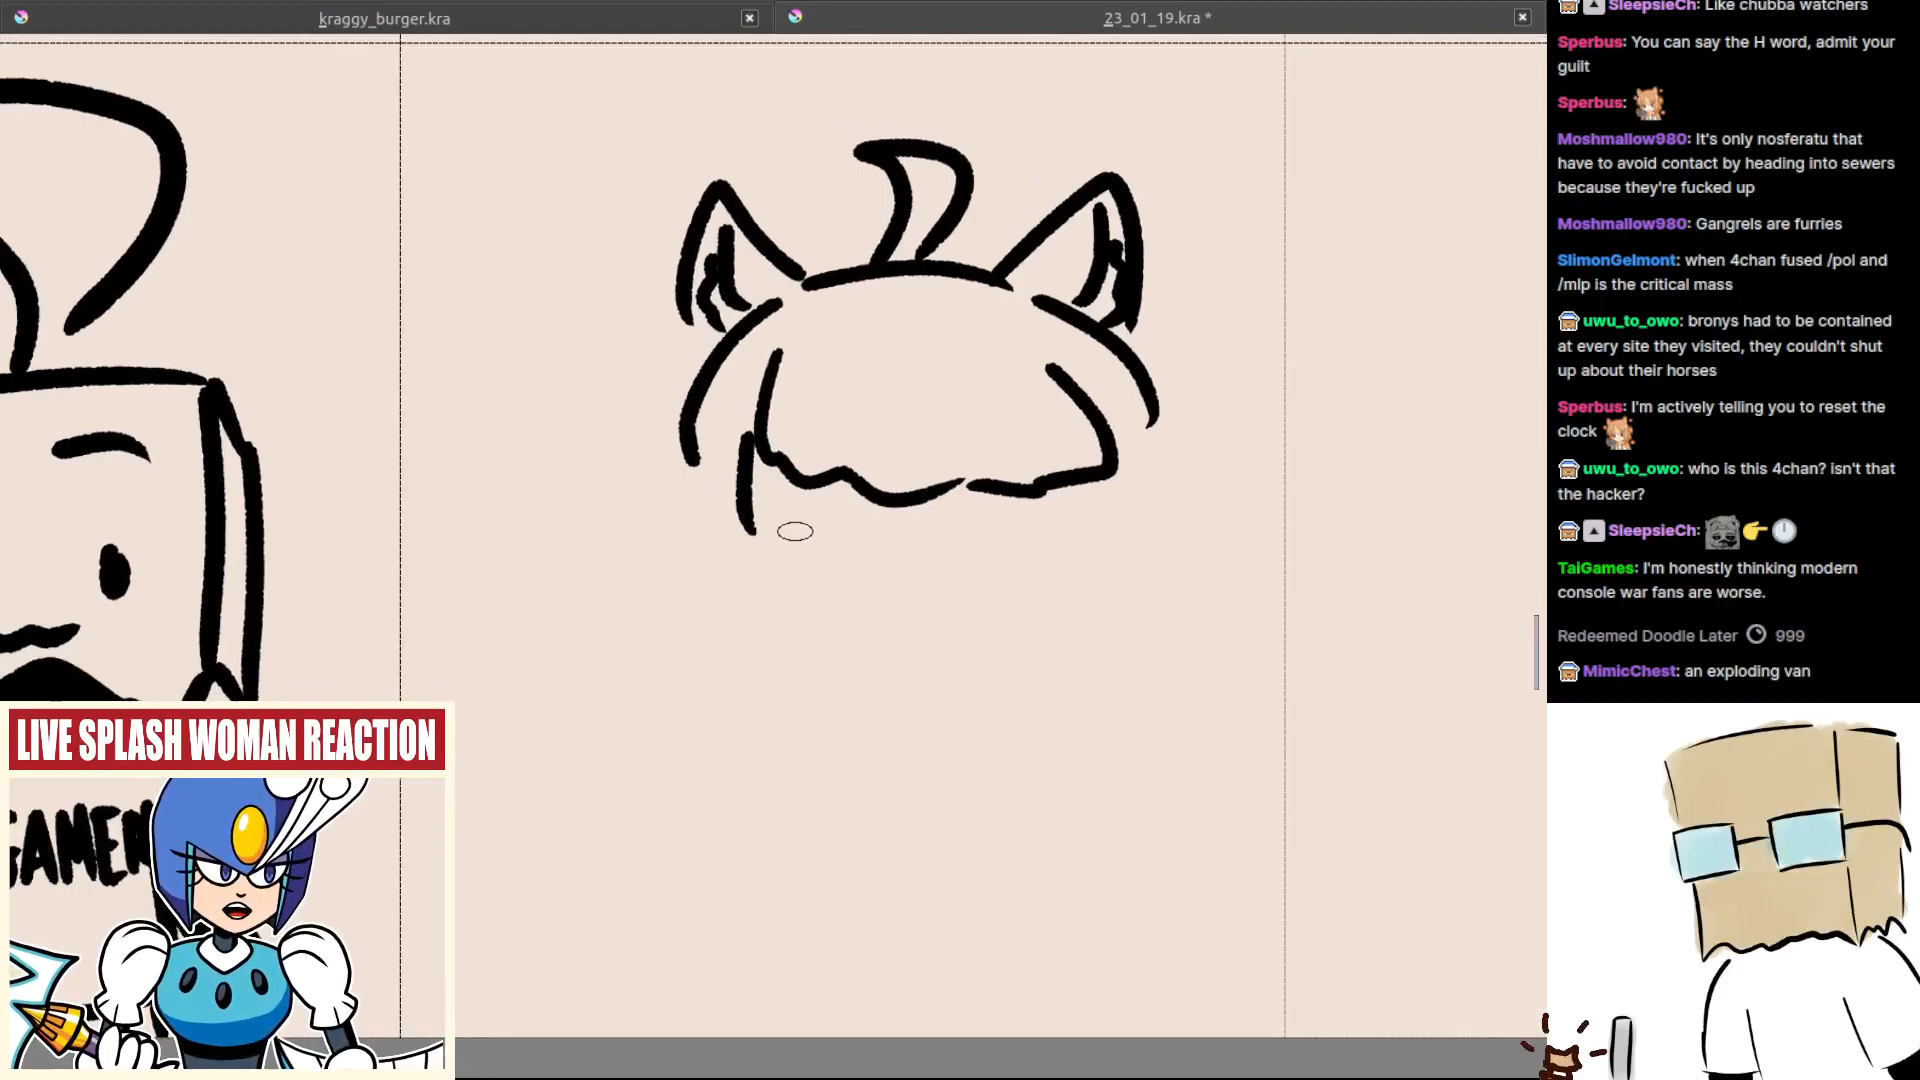 kraggy_burger.kra
23_01_19.kra *
SleepsieCh: Like chubba watchers
Sperbus: You can say the H word, admit your
guilt
Sperbus:
Moshmallow980: It's only nosferatu that
have to avoid contact by heading into sewers
because they're fucked up
Moshmallow980: Gangrels are furries
SlimonGelmont: when 4chan fused /pol and
/mlp is the critical mass
uwu_to_owo: bronys had to be contained
at every site they visited, they couldn't shut
up about their horses
Sperbus: I'm actively telling you to reset the
clock
uwu_to_owo: who is this 4chan? isn't that
the hacker?
SleepsieCh: 👉
TaiGames: I'm honestly thinking modern
console war fans are worse.
Redeemed Doodle Later 999
MimicChest: an exploding van
LIVE SPLASH WOMAN REACTION